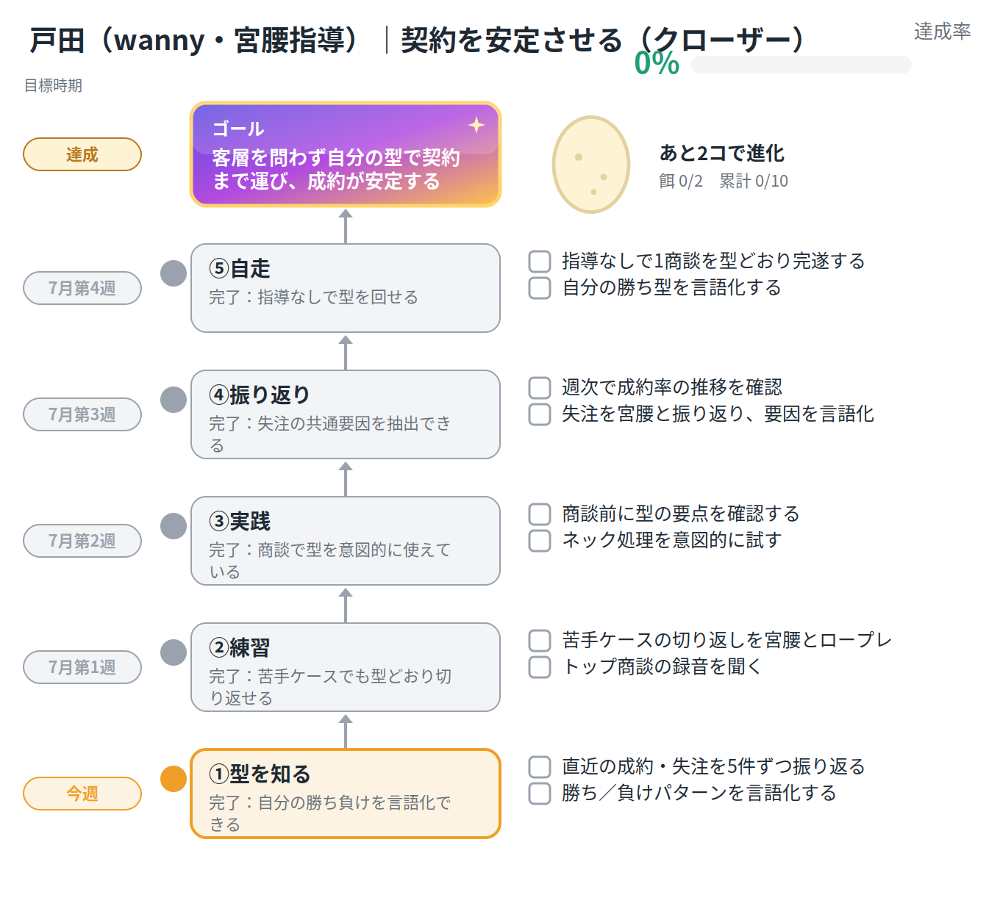 戸田（wanny・宮腰指導）｜契約を安定させる（クローザー）
達成率
0%
目標時期
達成
ゴール
客層を問わず自分の型で契約
まで運び、成約が安定する
あと2コで進化
餌 0/2　累計 0/10
7月第4週
⑤自走
完了：指導なしで型を回せる
指導なしで1商談を型どおり完遂する
自分の勝ち型を言語化する
7月第3週
④振り返り
完了：失注の共通要因を抽出でき
る
週次で成約率の推移を確認
失注を宮腰と振り返り、要因を言語化
7月第2週
③実践
完了：商談で型を意図的に使えて
いる
商談前に型の要点を確認する
ネック処理を意図的に試す
7月第1週
②練習
完了：苦手ケースでも型どおり切
り返せる
苦手ケースの切り返しを宮腰とロープレ
トップ商談の録音を聞く
今週
①型を知る
完了：自分の勝ち負けを言語化で
きる
直近の成約・失注を5件ずつ振り返る
勝ち／負けパターンを言語化する